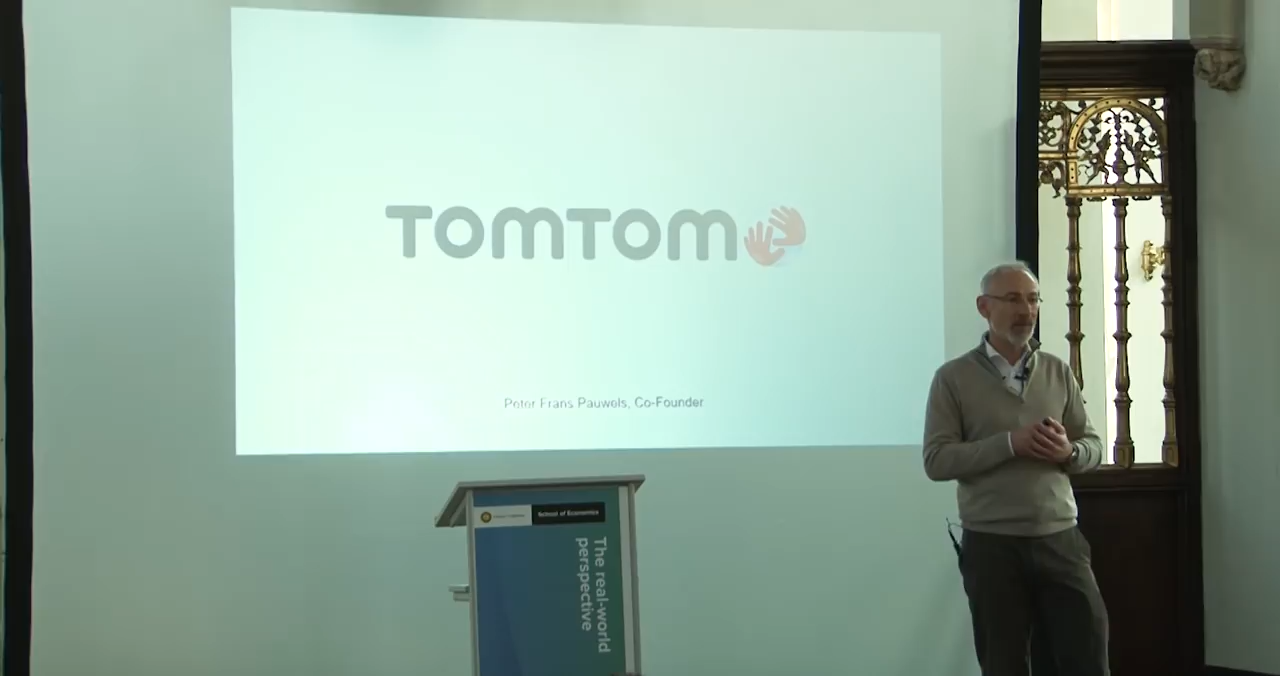 TOMTOM
Peter Frans Pauwels, Co-Founder
School of Economics
The real-world
perspective